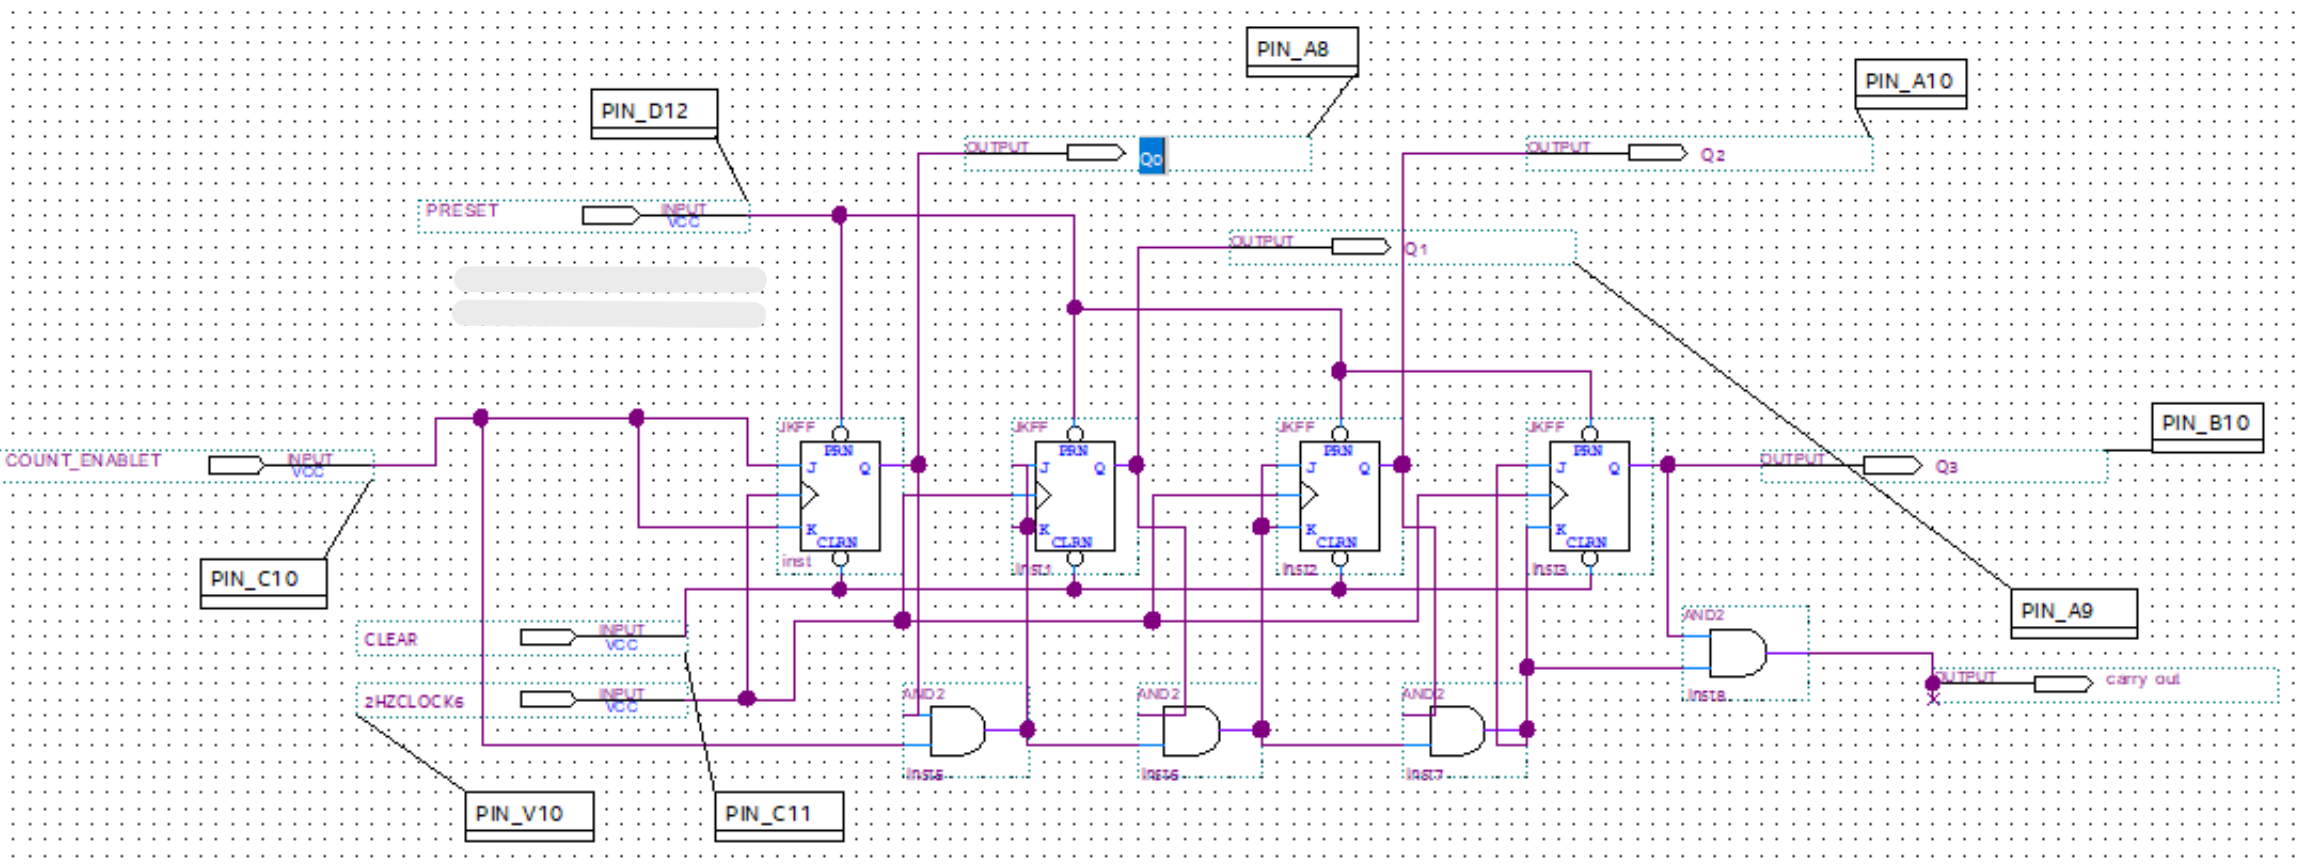 PIN_A8
PIN_A10
PIN_D12
OUTPUT
Qo
OUTPUT
Q2
PRESET
INPUT
VCC
OUTPUT
Q1
PIN_B10
COUNT_ENABLET
INPUT
VCC
JKFF
PRN
J
Q
K
CLRN
inst
JKFF
PRN
J
Q
K
CLRN
inst1
JKFF
PRN
J
Q
K
CLRN
inst2
JKFF
PRN
J
Q
K
CLRN
inst3
OUTPUT
Q3
PIN_C10
PIN_A9
CLEAR
INPUT
VCC
AND2
inst8
OUTPUT
carry out
2HZCLOCK6
INPUT
VCC
AND2
inst5
AND2
inst6
AND2
inst7
PIN_V10
PIN_C11